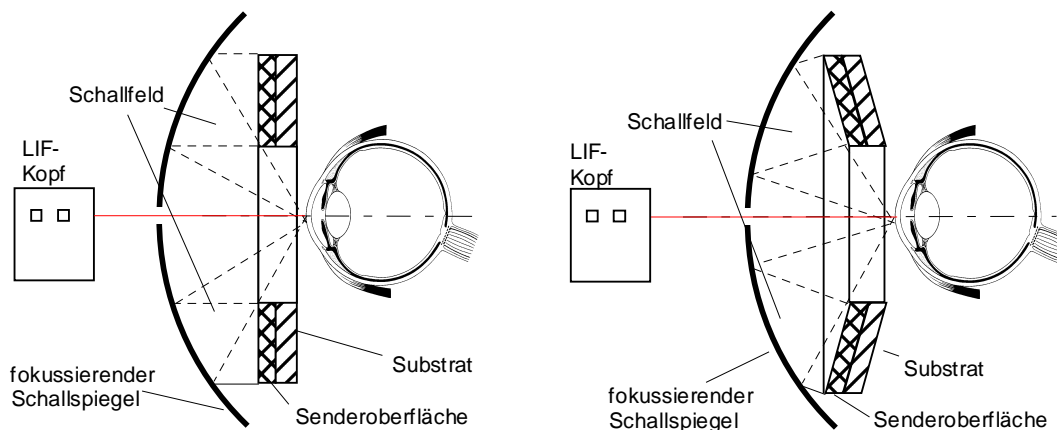 Schallfeld
LIF-
Kopf
Substrat
fokussierender
Schallspiegel
Senderoberfläche
Schallfeld
LIF-
Kopf
Substrat
fokussierender
Schallspiegel
Senderoberfläche